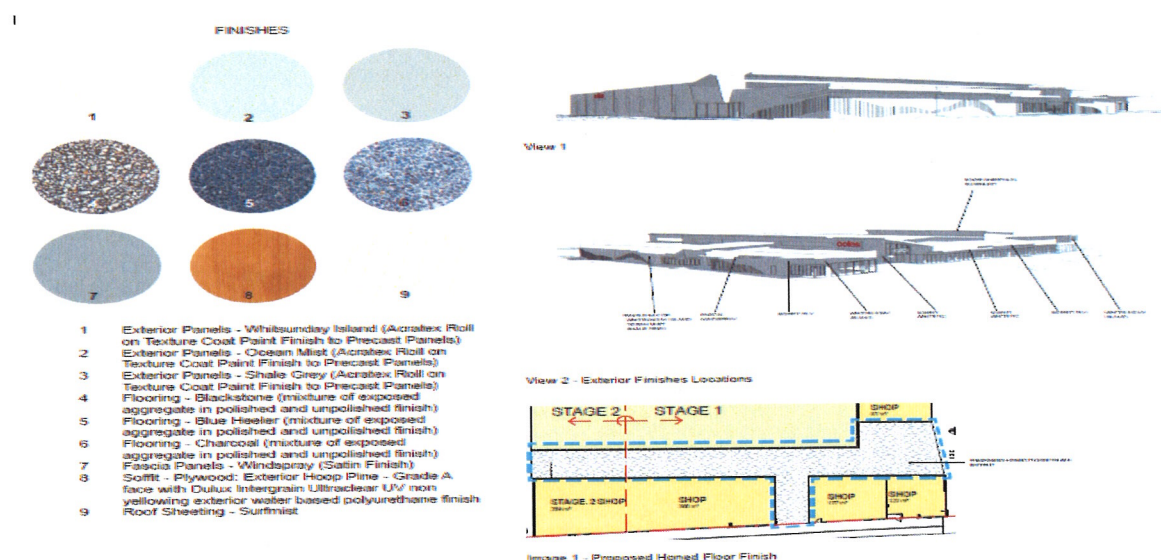 FINISHES
1
2
3
5
6
7
8
9
1 Exterior Panels - Whitsunday Island (Acratex Roll
on Texture Coat Paint Finish to Precast Panels)
2 Exterior Panels - Ocean Mist (Acratex Roll on
Texture Coat Paint Finish to Precast Panels)
3 Exterior Panels - Shale Grey (Acratex Roll on
Texture Coat Paint Finish to Precast Panels)
4 Flooring - Blackstone (mixture of exposed
aggregate in polished and unpolished finish)
5 Flooring - Blue Heeler (mixture of exposed
aggregate in polished and unpolished finish)
6 Flooring - Charcoal (mixture of exposed
aggregate in polished and unpolished finish)
7 Fascia Panels - Windspray (Satin Finish)
8 Soffit - Plywood: Exterior Hoop Pine - Grade A
face with Dulux Intergrain Ultraclear UV non
yellowing exterior water based polyurethane finish
9 Roof Sheeting - Surfmist
View 1
coles
View 2 - Exterior Finishes Locations
STAGE 2 STAGE 1
SHOP
STAGE 2 SHOP
SHOP
SHOP
SHOP
Image 1 - Proposed Honed Floor Finish